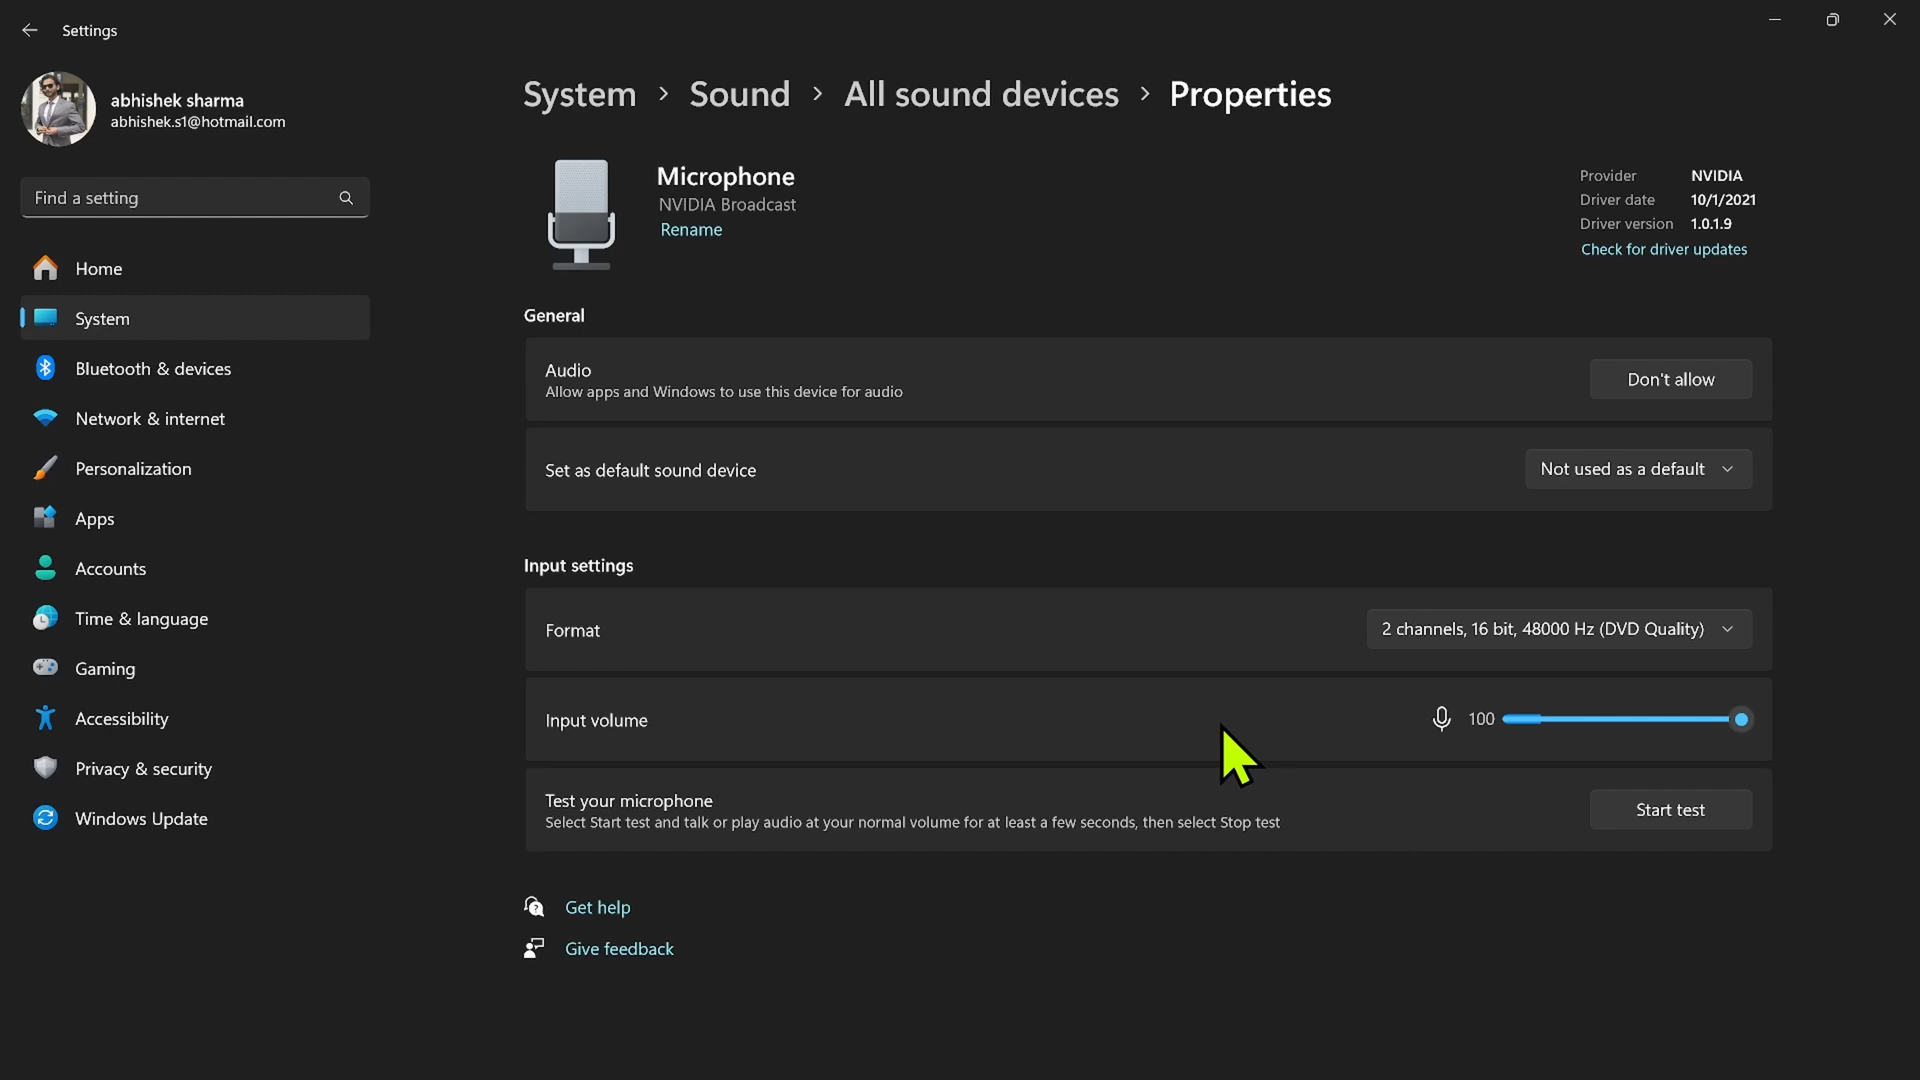 Settings
abhishek sharma
abhishek.s1@hotmail.com
Find a setting
Home
System
Bluetooth & devices
Network & internet
Personalization
Apps
Accounts
Time & language
Gaming
Accessibility
Privacy & security
Windows Update
System > Sound > All sound devices > Properties
Microphone
NVIDIA Broadcast
Rename
Provider NVIDIA
Driver date 10/1/2021
Driver version 1.0.1.9
Check for driver updates
General
Audio
Allow apps and Windows to use this device for audio
Don't allow
Set as default sound device
Not used as a default
Input settings
Format
2 channels, 16 bit, 48000 Hz (DVD Quality)
Input volume
100
Test your microphone
Select Start test and talk or play audio at your normal volume for at least a few seconds, then select Stop test
Start test
Get help
Give feedback